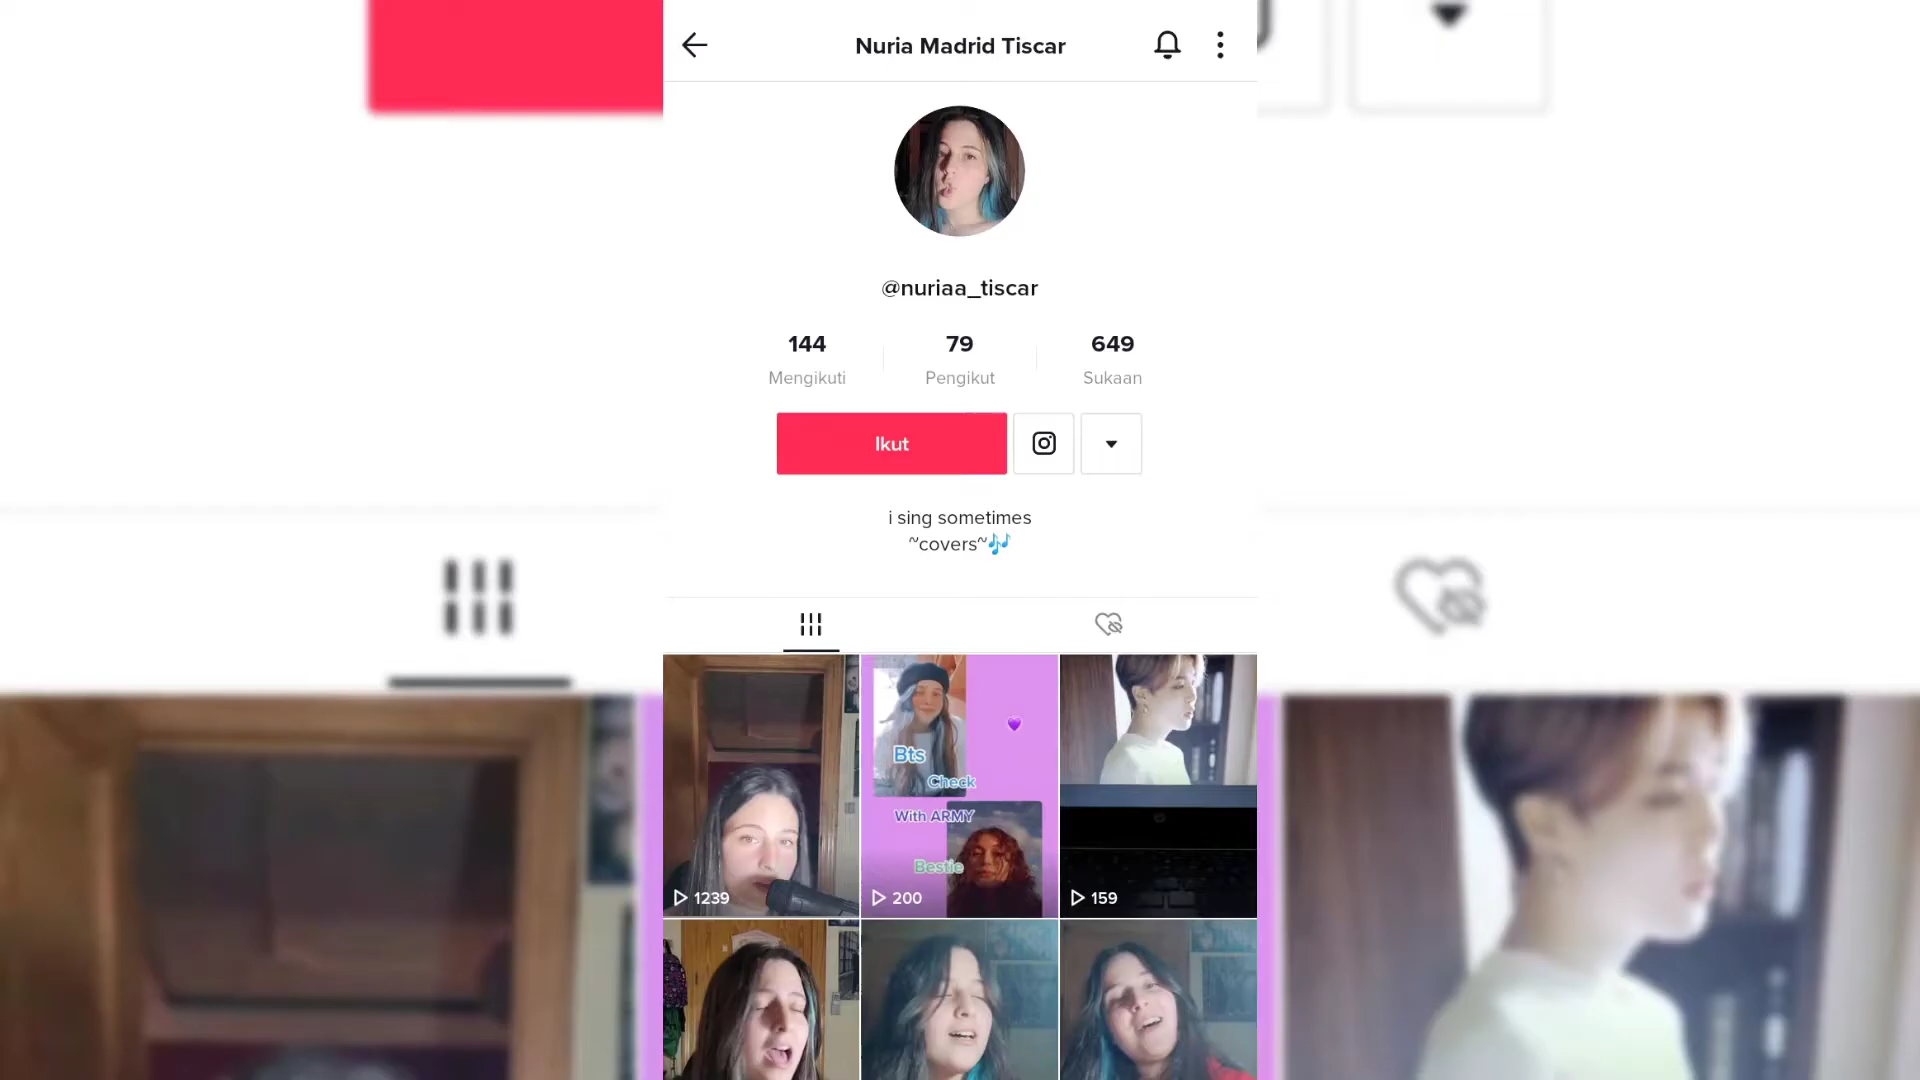 Nuria Madrid Tiscar
@nuriaa_tiscar
144
79
649
Mengikuti
Pengikut
Sukaan
Ikut
i sing sometimes
~covers~🎶
Bts
Check
With ARMY
Bestie
1239
200
159